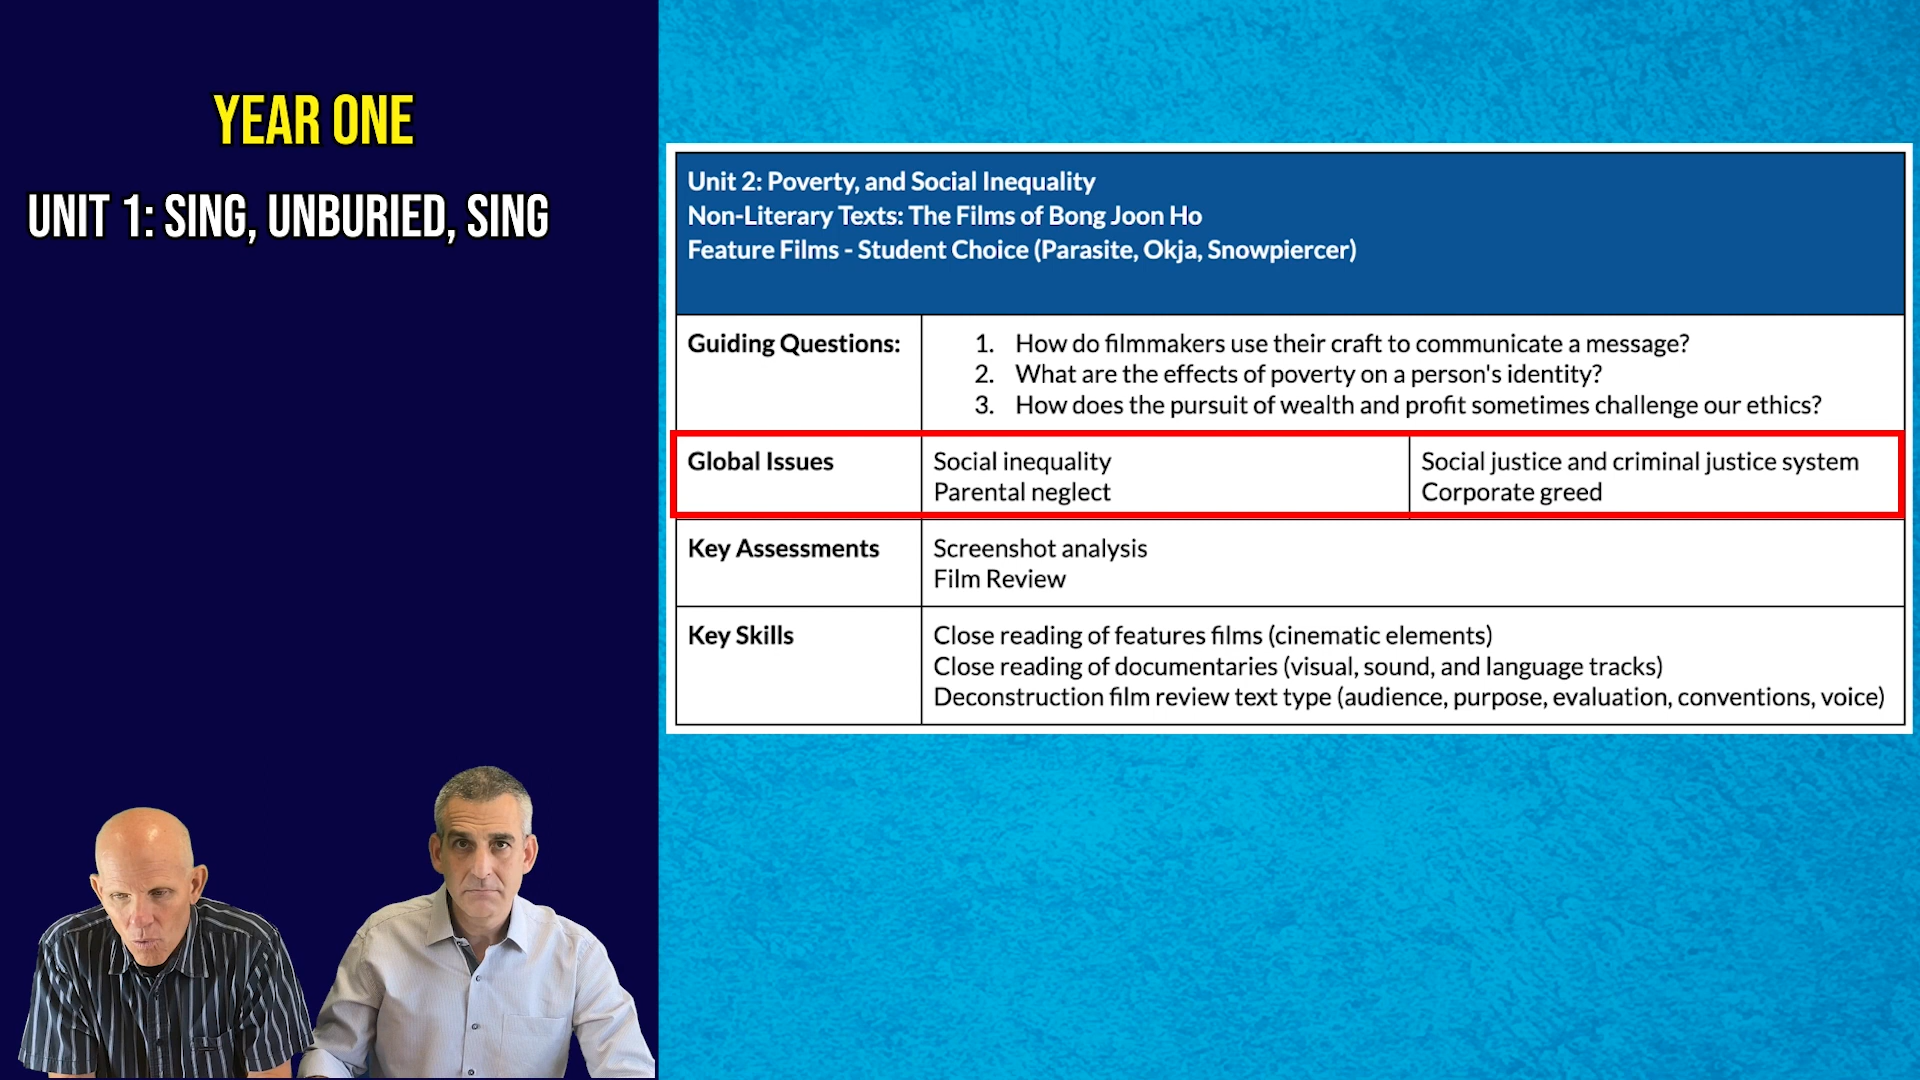 YEAR ONE
UNIT 1: SING, UNBURIED, SING
Unit 2: Poverty, and Social Inequality
Non-Literary Texts: The Films of Bong Joon Ho
Feature Films - Student Choice (Parasite, Okja, Snowpiercer)
Guiding Questions:
1. How do filmmakers use their craft to communicate a message?
2. What are the effects of poverty on a person's identity?
3. How does the pursuit of wealth and profit sometimes challenge our ethics?
Global Issues
Social inequality
Parental neglect
Social justice and criminal justice system
Corporate greed
Key Assessments
Screenshot analysis
Film Review
Key Skills
Close reading of features films (cinematic elements)
Close reading of documentaries (visual, sound, and language tracks)
Deconstruction film review text type (audience, purpose, evaluation, conventions, voice)